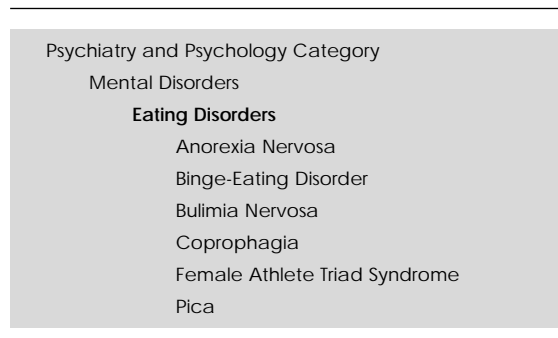 Psychiatry and Psychology Category
Mental Disorders
Eating Disorders
Anorexia Nervosa
Binge-Eating Disorder
Bulimia Nervosa
Coprophagia
Female Athlete Triad Syndrome
Pica